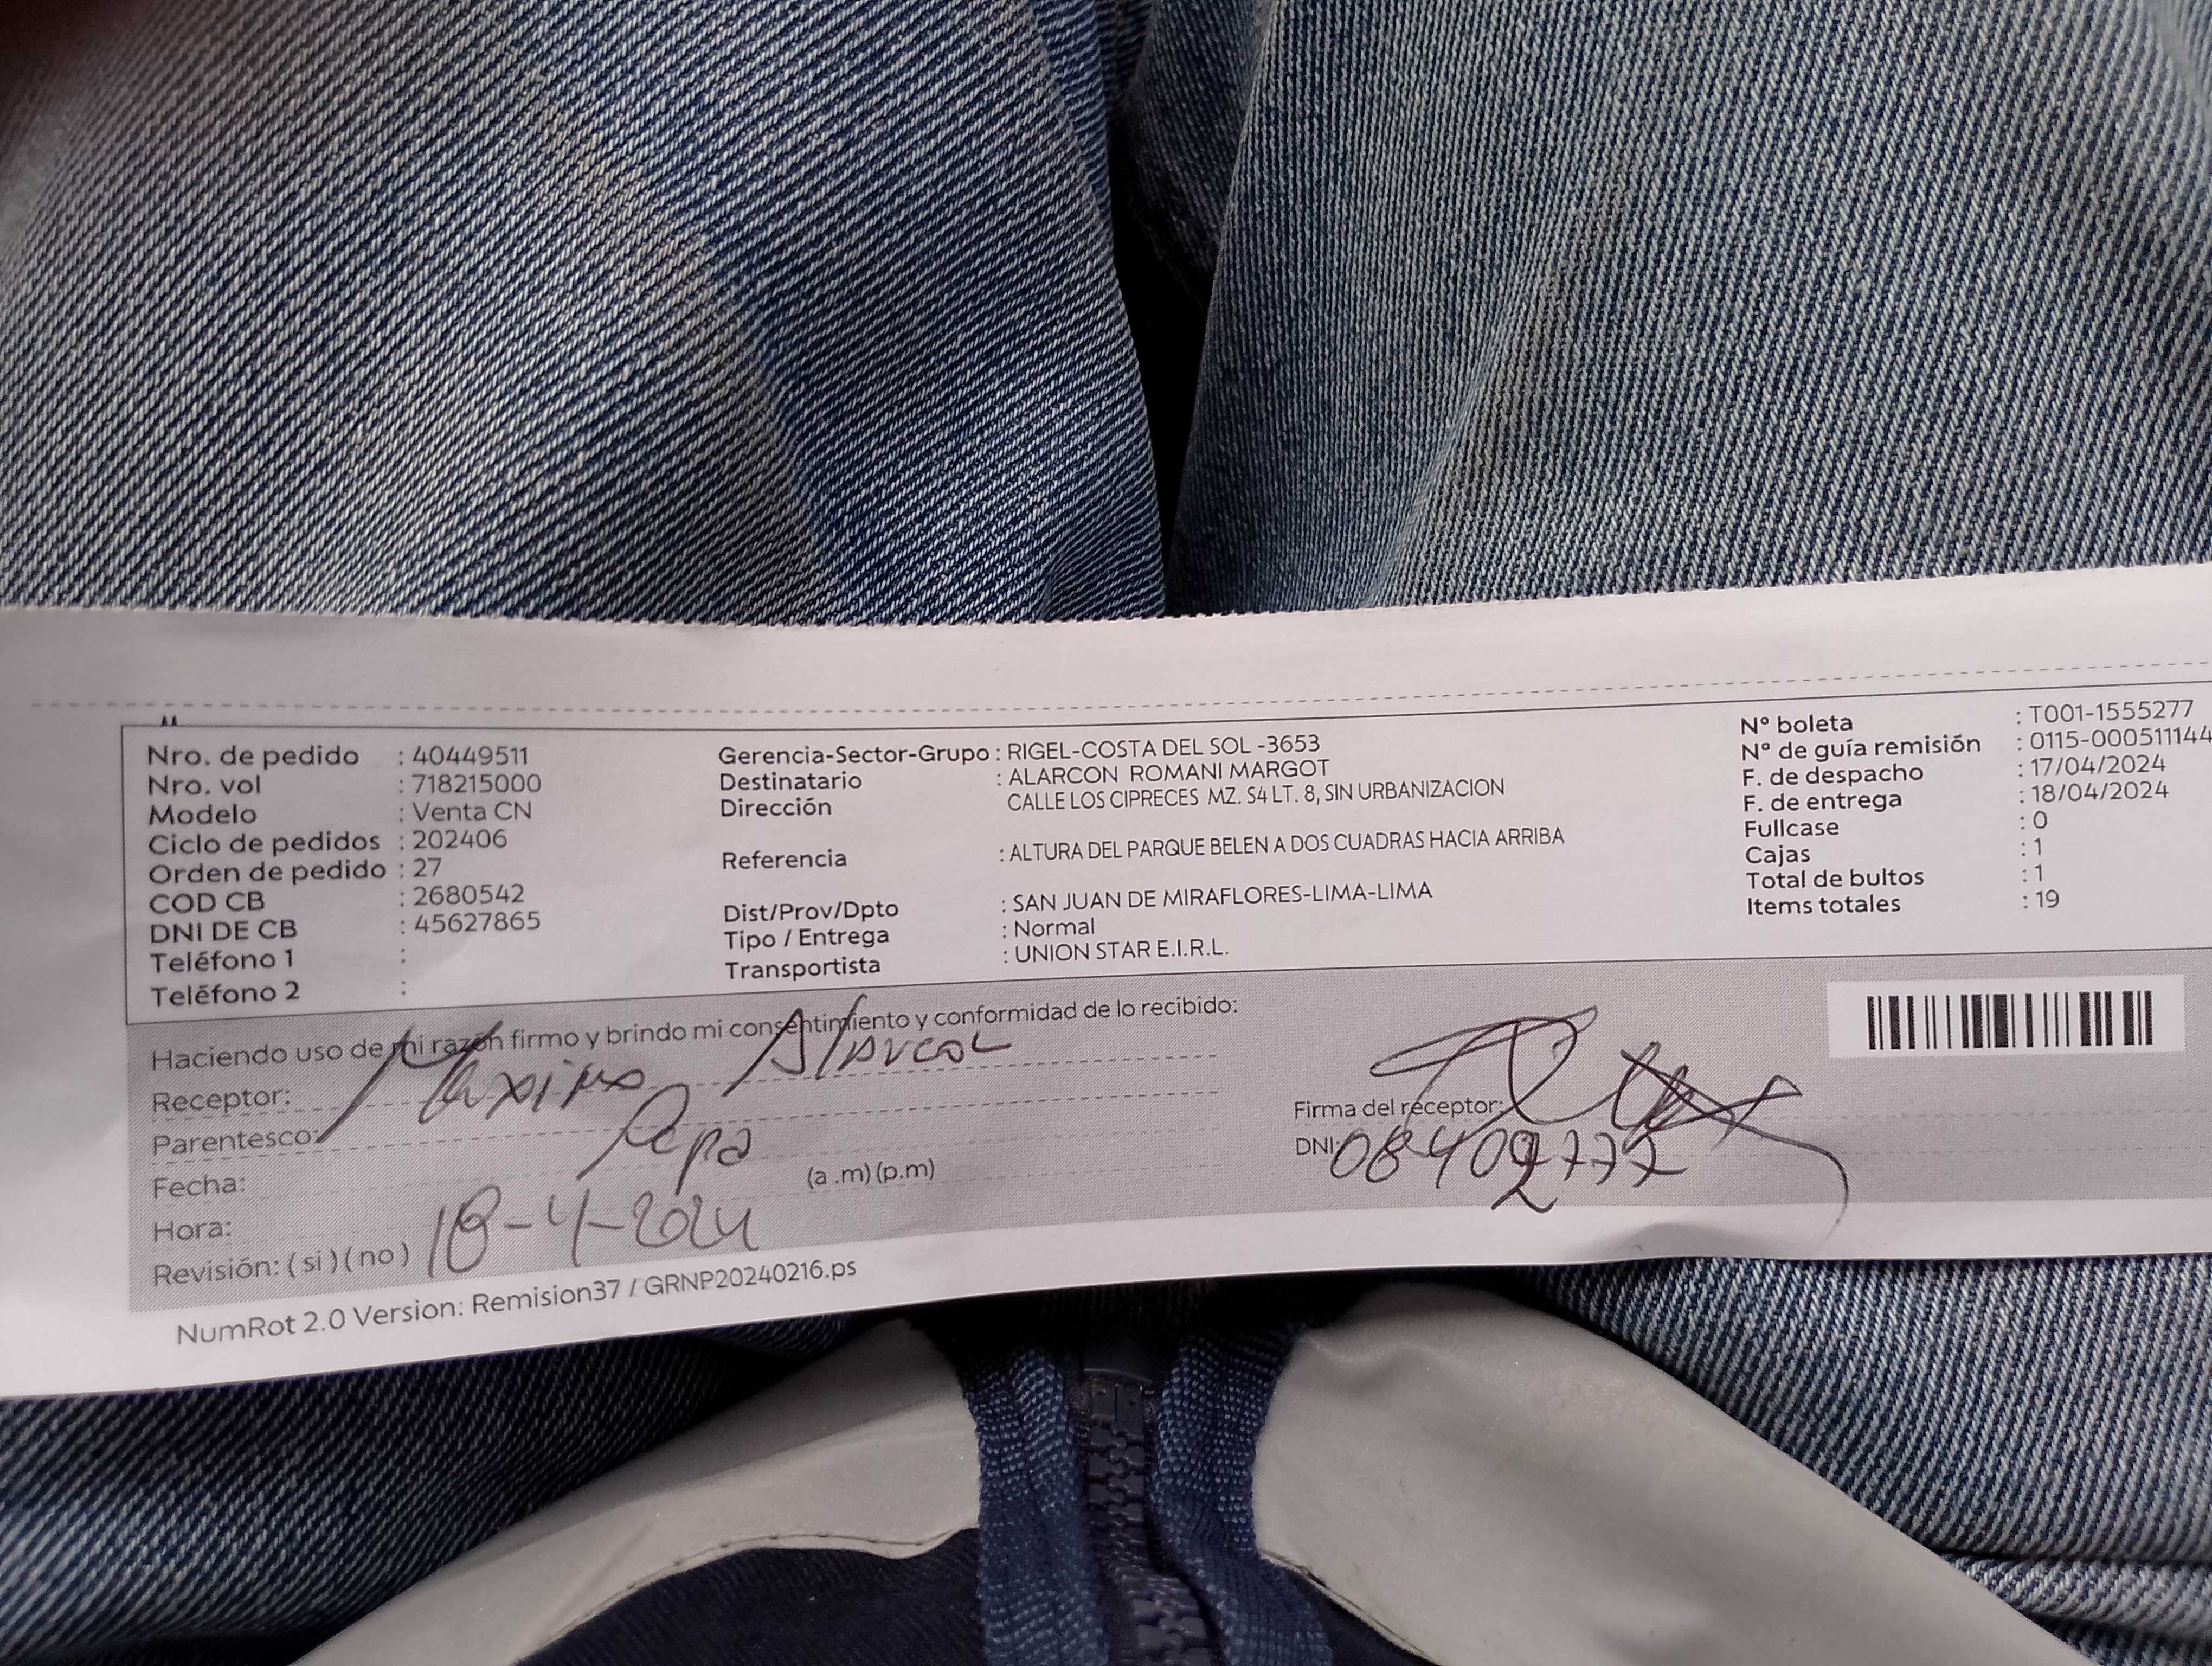 Nro. de pedido : 40449511
Nro. vol : 718215000
Modelo : Venta CN
Ciclo de pedidos : 202406
Orden de pedido : 27
COD CB : 2680542
DNI DE CB : 45627865
Teléfono 1 :
Teléfono 2 :
Gerencia-Sector-Grupo : RIGEL-COSTA DEL SOL -3653
Destinatario : ALARCON ROMANI MARGOT
Dirección CALLE LOS CIPRECES MZ. S4 LT. 8, SIN URBANIZACION
Referencia : ALTURA DEL PARQUE BELEN A DOS CUADRAS HACIA ARRIBA
Dist/Prov/Dpto : SAN JUAN DE MIRAFLORES-LIMA-LIMA
Tipo / Entrega : Normal
Transportista : UNION STAR E.I.R.L.
Nº boleta : T001-1555277
Nº de guía remisión : 0115-000511144
F. de despacho : 17/04/2024
F. de entrega : 18/04/2024
Fullcase : 0
Cajas : 1
Total de bultos : 1
Items totales : 19
Haciendo uso de mi razón firmo y brindo mi consentimiento y conformidad de lo recibido:
Receptor: Maximo Alarcon
Parentesco: Papa
Fecha:
Hora: (a .m) (p.m)
Revisión: ( si ) ( no ) 18-4-2024
Firma del receptor:
DNI:
NumRot 2.0 Version: Remision37 / GRNP20240216.ps